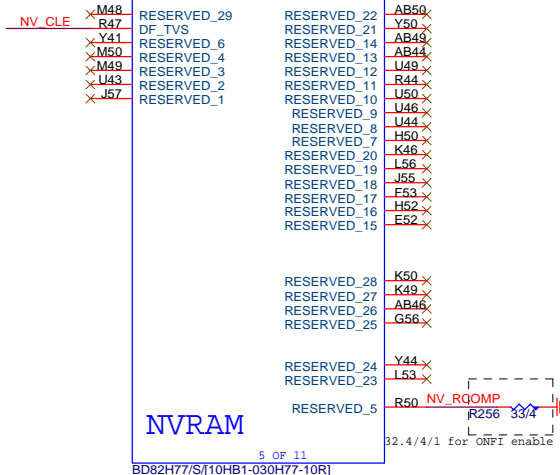 M48 RESERVED_29 RESERVED_22 AB50
NV_CLE R47 DF_TVS RESERVED_21 Y50
Y41 RESERVED_6 RESERVED_14 AB49
M50 RESERVED_4 RESERVED_13 AB44
M49 RESERVED_3 RESERVED_12 U49
U43 RESERVED_2 RESERVED_11 R44
J57 RESERVED_1 RESERVED_10 U50
RESERVED_9 U46
RESERVED_8 U44
RESERVED_7 H50
RESERVED_20 K46
RESERVED_19 L56
RESERVED_18 J55
RESERVED_17 F53
RESERVED_16 H52
RESERVED_15 E52
RESERVED_28 K50
RESERVED_27 K49
RESERVED_26 AB46
RESERVED_25 G56
RESERVED_24 Y44
RESERVED_23 L53
RESERVED_5 R50 NV_RCOMP
R256 33/4
NVRAM
32.4/4/1 for ONFI enable
5 OF 11
BD82H77/S/[10HB1-030H77-10R]